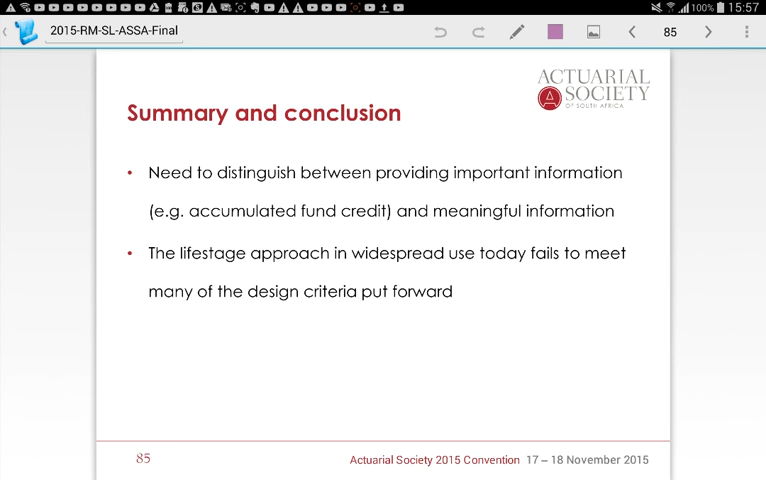 100% 15:57
2015-RM-SL-ASSA-Final
85
ACTUARIAL
SOCIETY
OF SOUTH AFRICA
Summary and conclusion
• Need to distinguish between providing important information
(e.g. accumulated fund credit) and meaningful information
• The lifestage approach in widespread use today fails to meet
many of the design criteria put forward
85
Actuarial Society 2015 Convention 17 – 18 November 2015